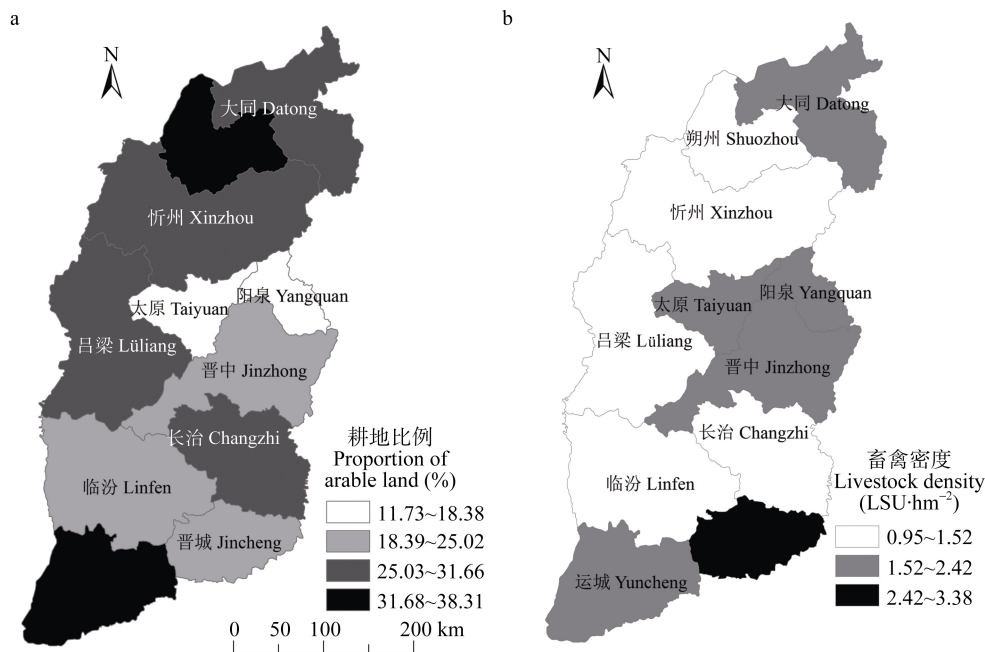 a
N
大同 Datong
忻州 Xinzhou
太原 Taiyuan
阳泉 Yangquan
吕梁 Lüliang
晋中 Jinzhong
长治 Changzhi
临汾 Linfen
晋城 Jincheng
耕地比例
Proportion of
arable land (%)
11.73~18.38
18.39~25.02
25.03~31.66
31.68~38.31
0 50 100 200 km
b
N
大同 Datong
朔州 Shuozhou
忻州 Xinzhou
太原 Taiyuan
阳泉 Yangquan
吕梁 Lüliang
晋中 Jinzhong
长治 Changzhi
临汾 Linfen
运城 Yuncheng
畜禽密度
Livestock density
(LSU·hm⁻²)
0.95~1.52
1.52~2.42
2.42~3.38